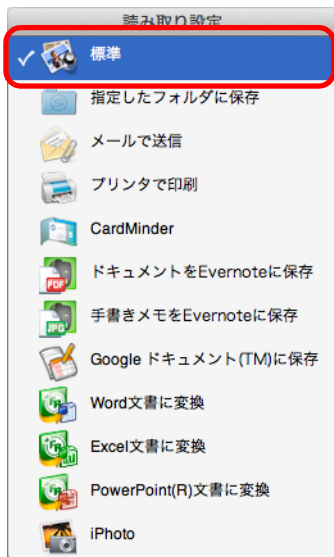 読み取り設定
標準
指定したフォルダに保存
メールで送信
プリンタで印刷
CardMinder
ドキュメントをEvernoteに保存
PDF
手書きメモをEvernoteに保存
JPG
Google ドキュメント(TM)に保存
Word文書に変換
Excel文書に変換
PowerPoint(R)文書に変換
iPhoto